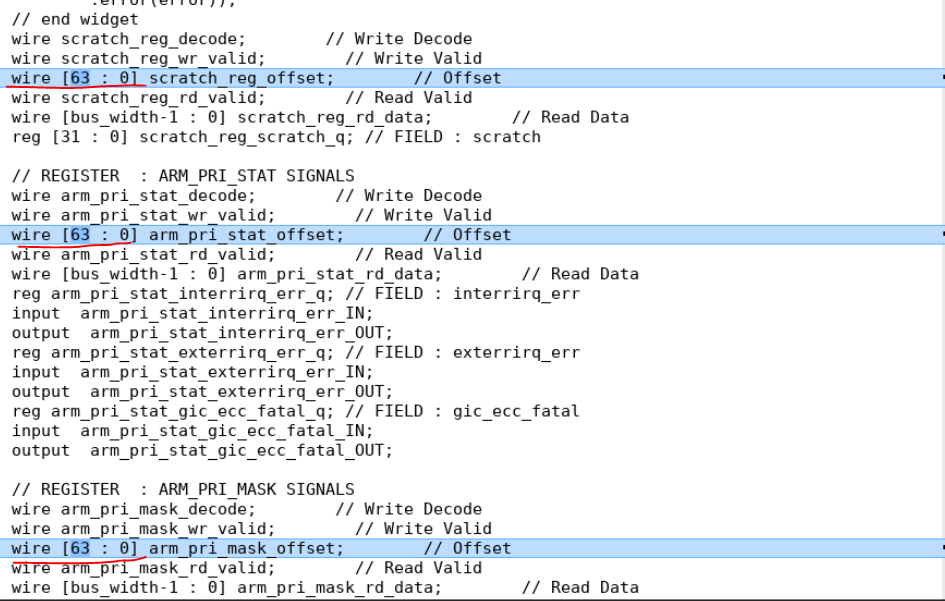 .error(error));
// end widget
wire scratch_reg_decode;        // Write Decode
wire scratch_reg_wr_valid;        // Write Valid
wire [63 : 0] scratch_reg_offset;        // Offset
wire scratch_reg_rd_valid;        // Read Valid
wire [bus_width-1 : 0] scratch_reg_rd_data;        // Read Data
reg [31 : 0] scratch_reg_scratch_q; // FIELD : scratch
// REGISTER  : ARM_PRI_STAT SIGNALS
wire arm_pri_stat_decode;        // Write Decode
wire arm_pri_stat_wr_valid;        // Write Valid
wire [63 : 0] arm_pri_stat_offset;        // Offset
wire arm_pri_stat_rd_valid;        // Read Valid
wire [bus_width-1 : 0] arm_pri_stat_rd_data;        // Read Data
reg arm_pri_stat_interrirq_err_q; // FIELD : interrirq_err
input  arm_pri_stat_interrirq_err_IN;
output  arm_pri_stat_interrirq_err_OUT;
reg arm_pri_stat_exterrirq_err_q; // FIELD : exterrirq_err
input  arm_pri_stat_exterrirq_err_IN;
output  arm_pri_stat_exterrirq_err_OUT;
reg arm_pri_stat_gic_ecc_fatal_q; // FIELD : gic_ecc_fatal
input  arm_pri_stat_gic_ecc_fatal_IN;
output  arm_pri_stat_gic_ecc_fatal_OUT;
// REGISTER  : ARM_PRI_MASK SIGNALS
wire arm_pri_mask_decode;        // Write Decode
wire arm_pri_mask_wr_valid;        // Write Valid
wire [63 : 0] arm_pri_mask_offset;        // Offset
wire arm_pri_mask_rd_valid;        // Read Valid
wire [bus_width-1 : 0] arm_pri_mask_rd_data;        // Read Data